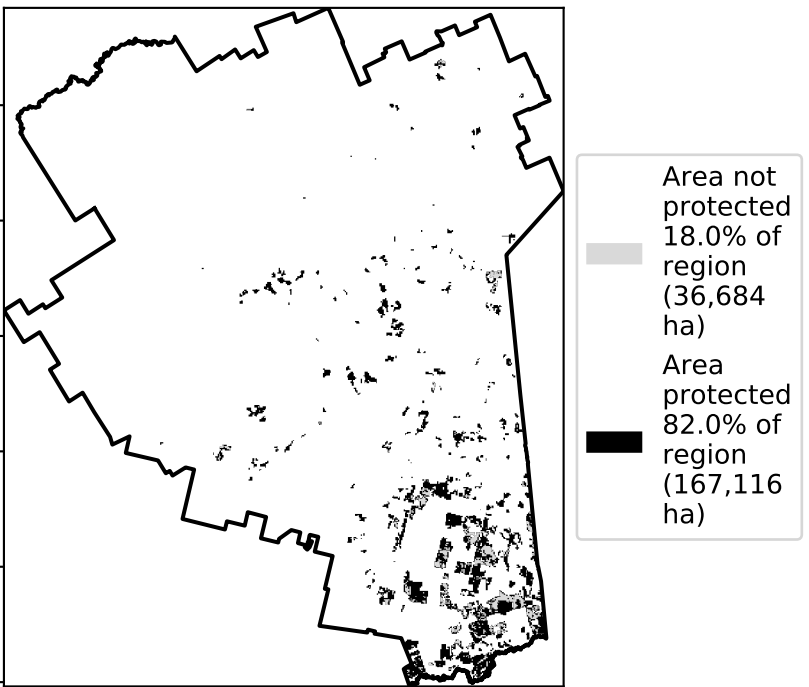 Area not
protected
18.0% of
region
(36,684
ha)
Area
protected
82.0% of
region
(167,116
ha)